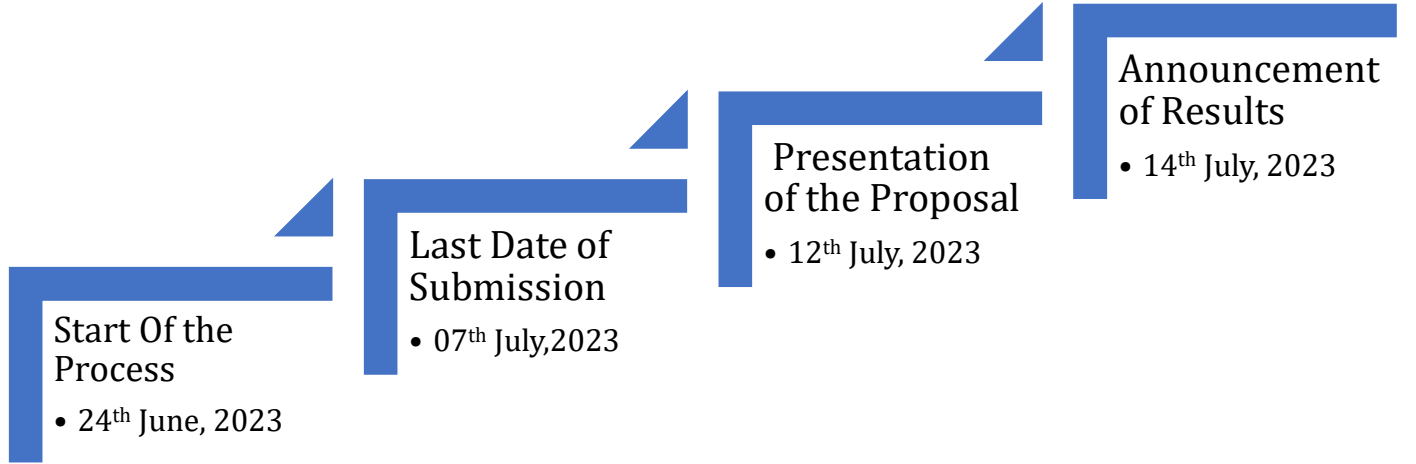 Start Of the
Process
• 24th June, 2023
Last Date of
Submission
• 07th July,2023
Presentation
of the Proposal
• 12th July, 2023
Announcement
of Results
• 14th July, 2023